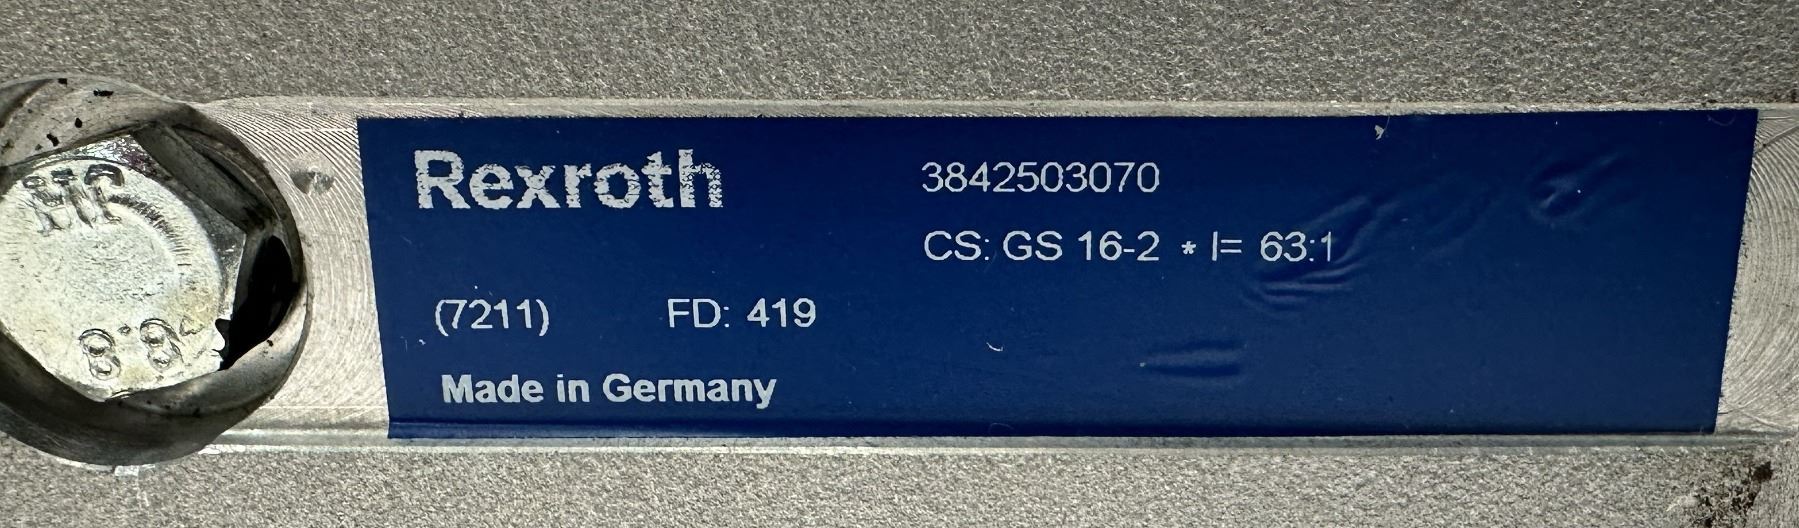 Rexroth
3842503070
CS: GS 16-2 * I= 63:1
(7211) FD: 419
Made in Germany
8.8